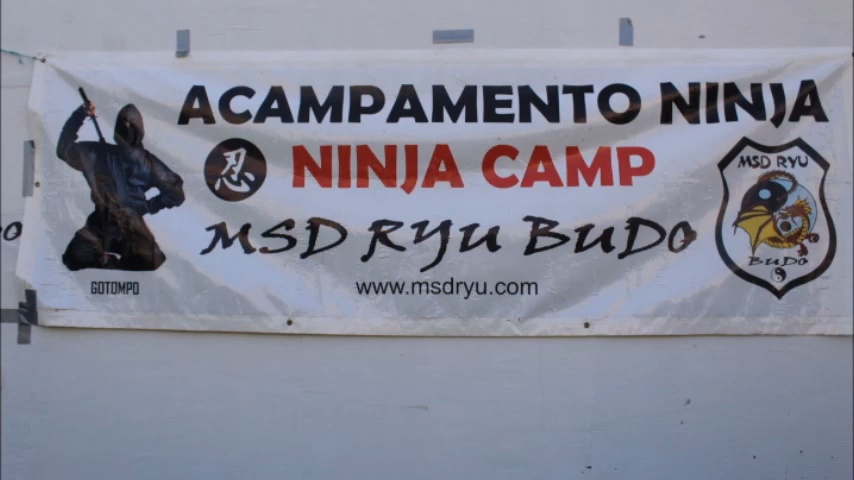 ACAMPAMENTO NINJA
忍 NINJA CAMP
MSD RYU BUDO
www.msdryu.com
GOTOMPO
MSD RYU
BUDO